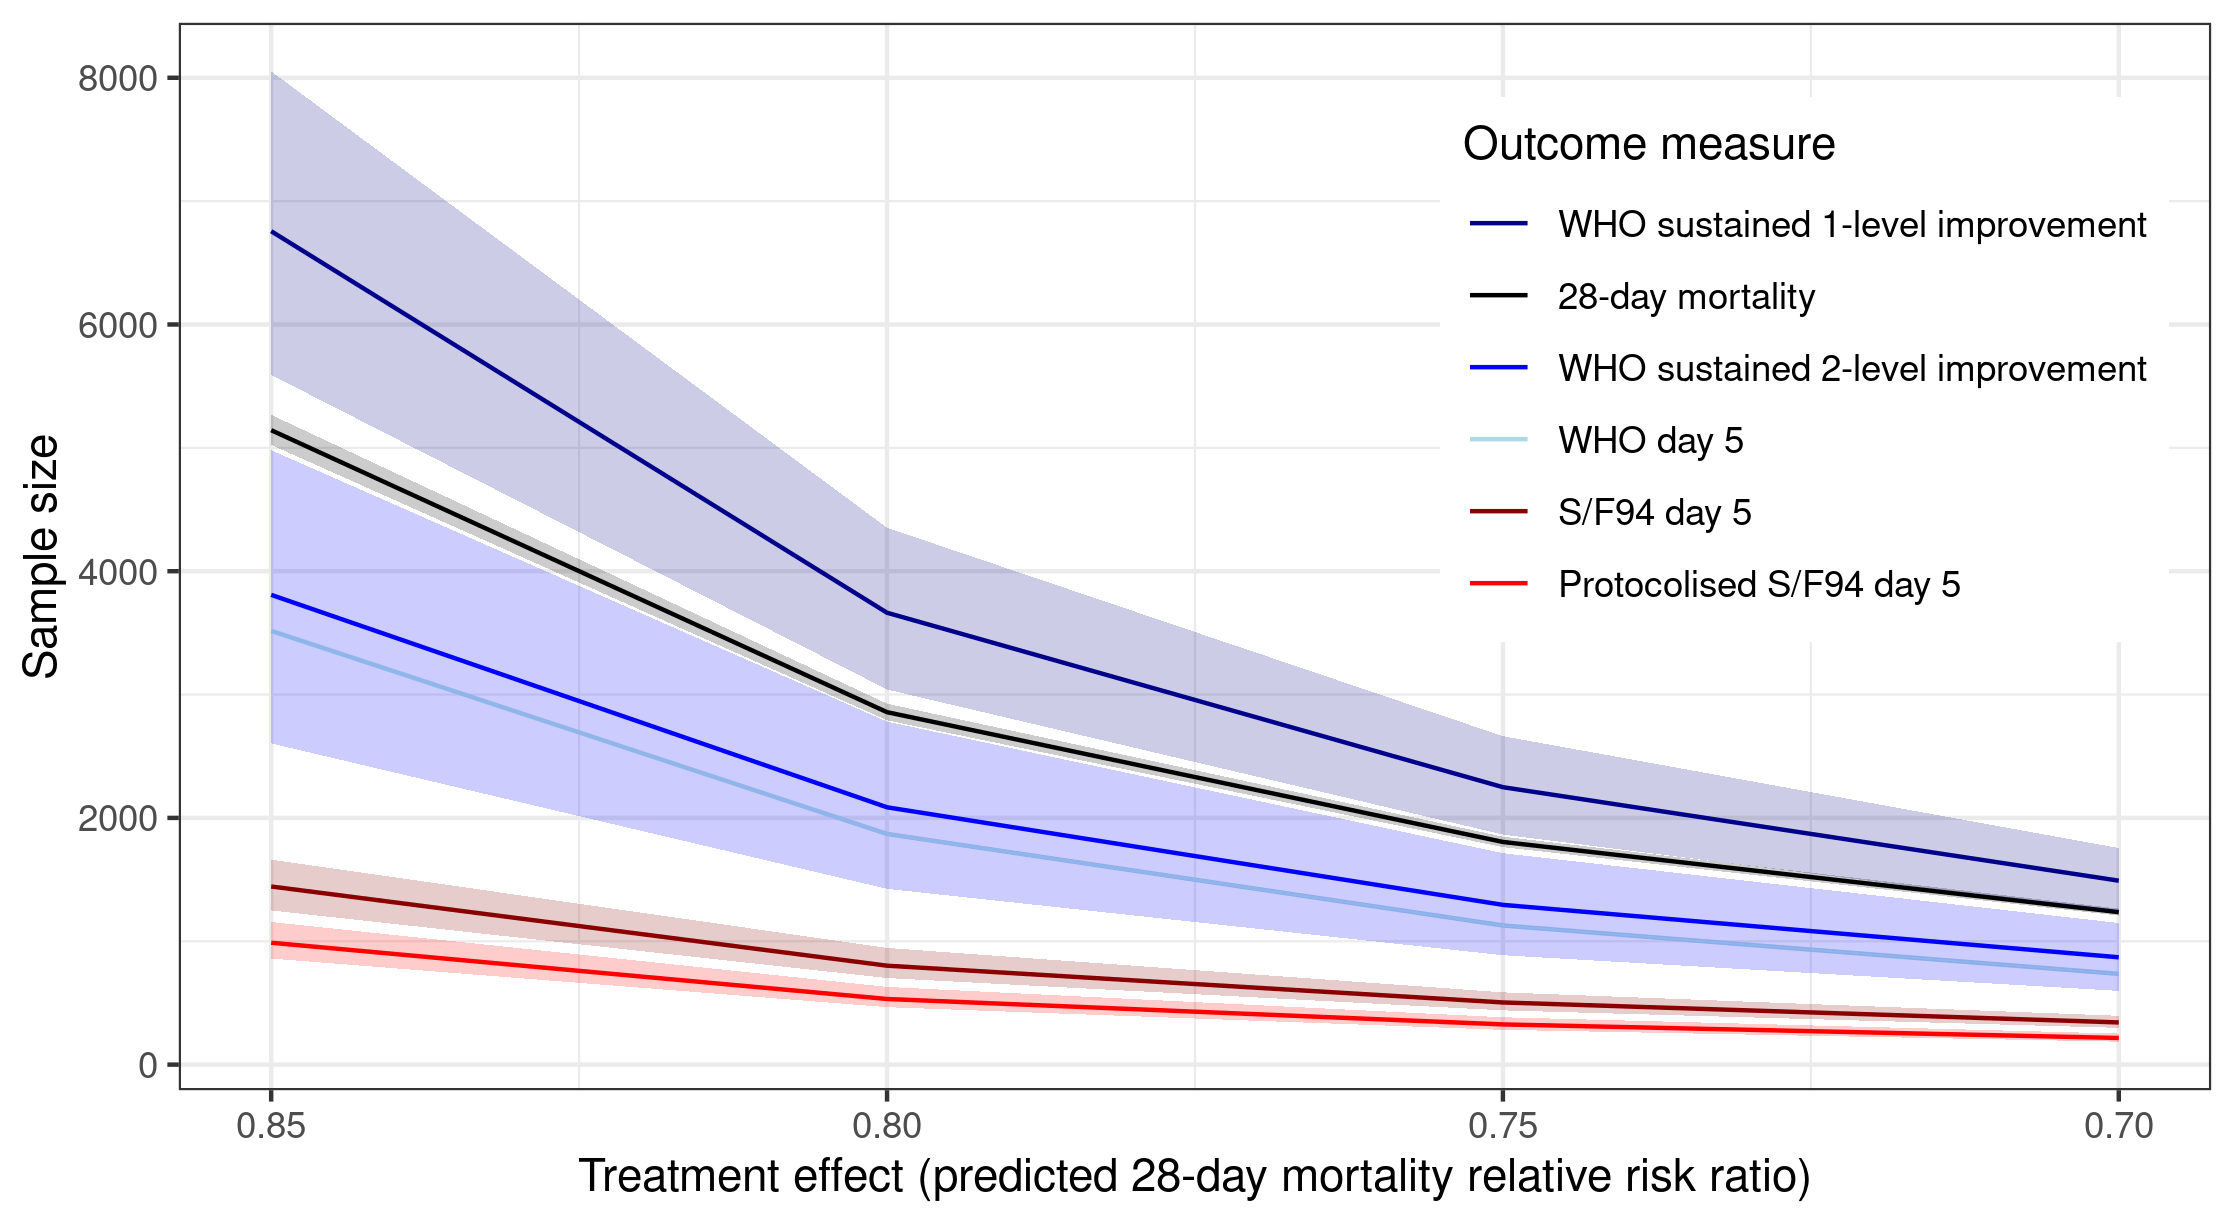 8000
6000
4000
2000
0
Sample size
Outcome measure
WHO sustained 1-level improvement
28-day mortality
WHO sustained 2-level improvement
WHO day 5
S/F94 day 5
Protocolised S/F94 day 5
0.85 0.80 0.75 0.70
Treatment effect (predicted 28-day mortality relative risk ratio)